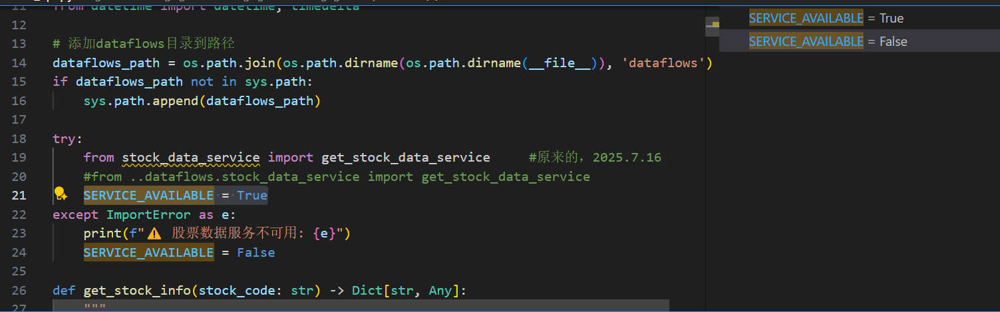 11 from datetime import datetime, timedelta
12
13 # 添加dataflows目录到路径
14 dataflows_path = os.path.join(os.path.dirname(os.path.dirname(__file__)), 'dataflows')
15 if dataflows_path not in sys.path:
16     sys.path.append(dataflows_path)
17
18 try:
19     from stock_data_service import get_stock_data_service     #原来的，2025.7.16
20     #from ..dataflows.stock_data_service import get_stock_data_service
21     SERVICE_AVAILABLE = True
22 except ImportError as e:
23     print(f"⚠️ 股票数据服务不可用: {e}")
24     SERVICE_AVAILABLE = False
25
26 def get_stock_info(stock_code: str) -> Dict[str, Any]:
27     """
SERVICE_AVAILABLE = True
SERVICE_AVAILABLE = False